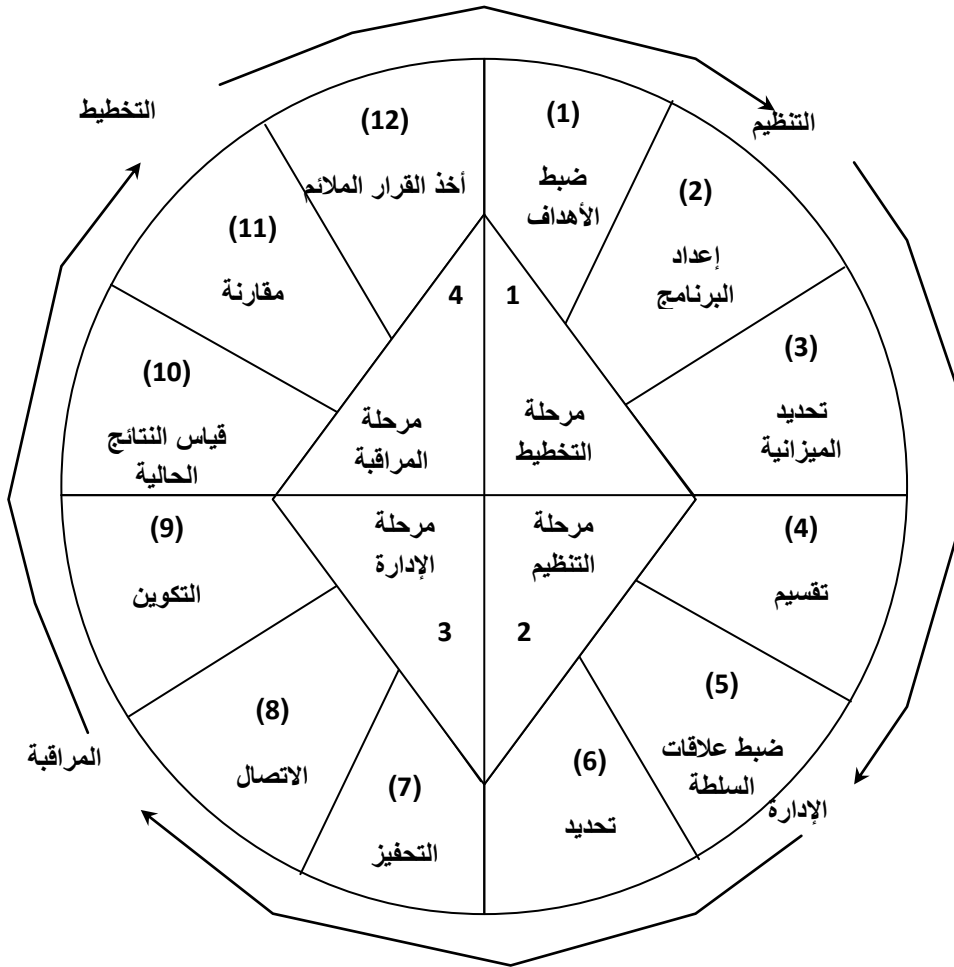 التخطيط
التنظيم
(12)
أخذ القرار الملائم
(1)
ضبط
الأهداف
(2)
إعداد
البرنامج
(11)
مقارنة
(3)
تحديد
الميزانية
(10)
قياس النتائج
الحالية
4
1
مرحلة
المراقبة
مرحلة
التخطيط
مرحلة
الإدارة
3
مرحلة
التنظيم
2
(4)
تقسيم
(9)
التكوين
(5)
ضبط علاقات
السلطة
(8)
الاتصال
(6)
تحديد
(7)
التحفيز
المراقبة
الإدارة